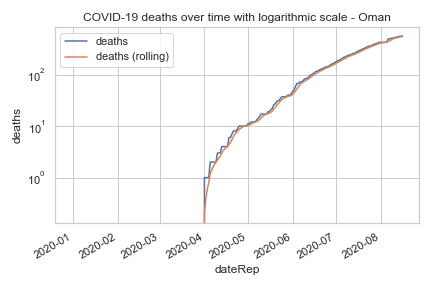 COVID-19 deaths over time with logarithmic scale - Oman
deaths
deaths (rolling)
deaths
10²
10¹
10⁰
2020-01
2020-02
2020-03
2020-04
2020-05
2020-06
2020-07
2020-08
dateRep